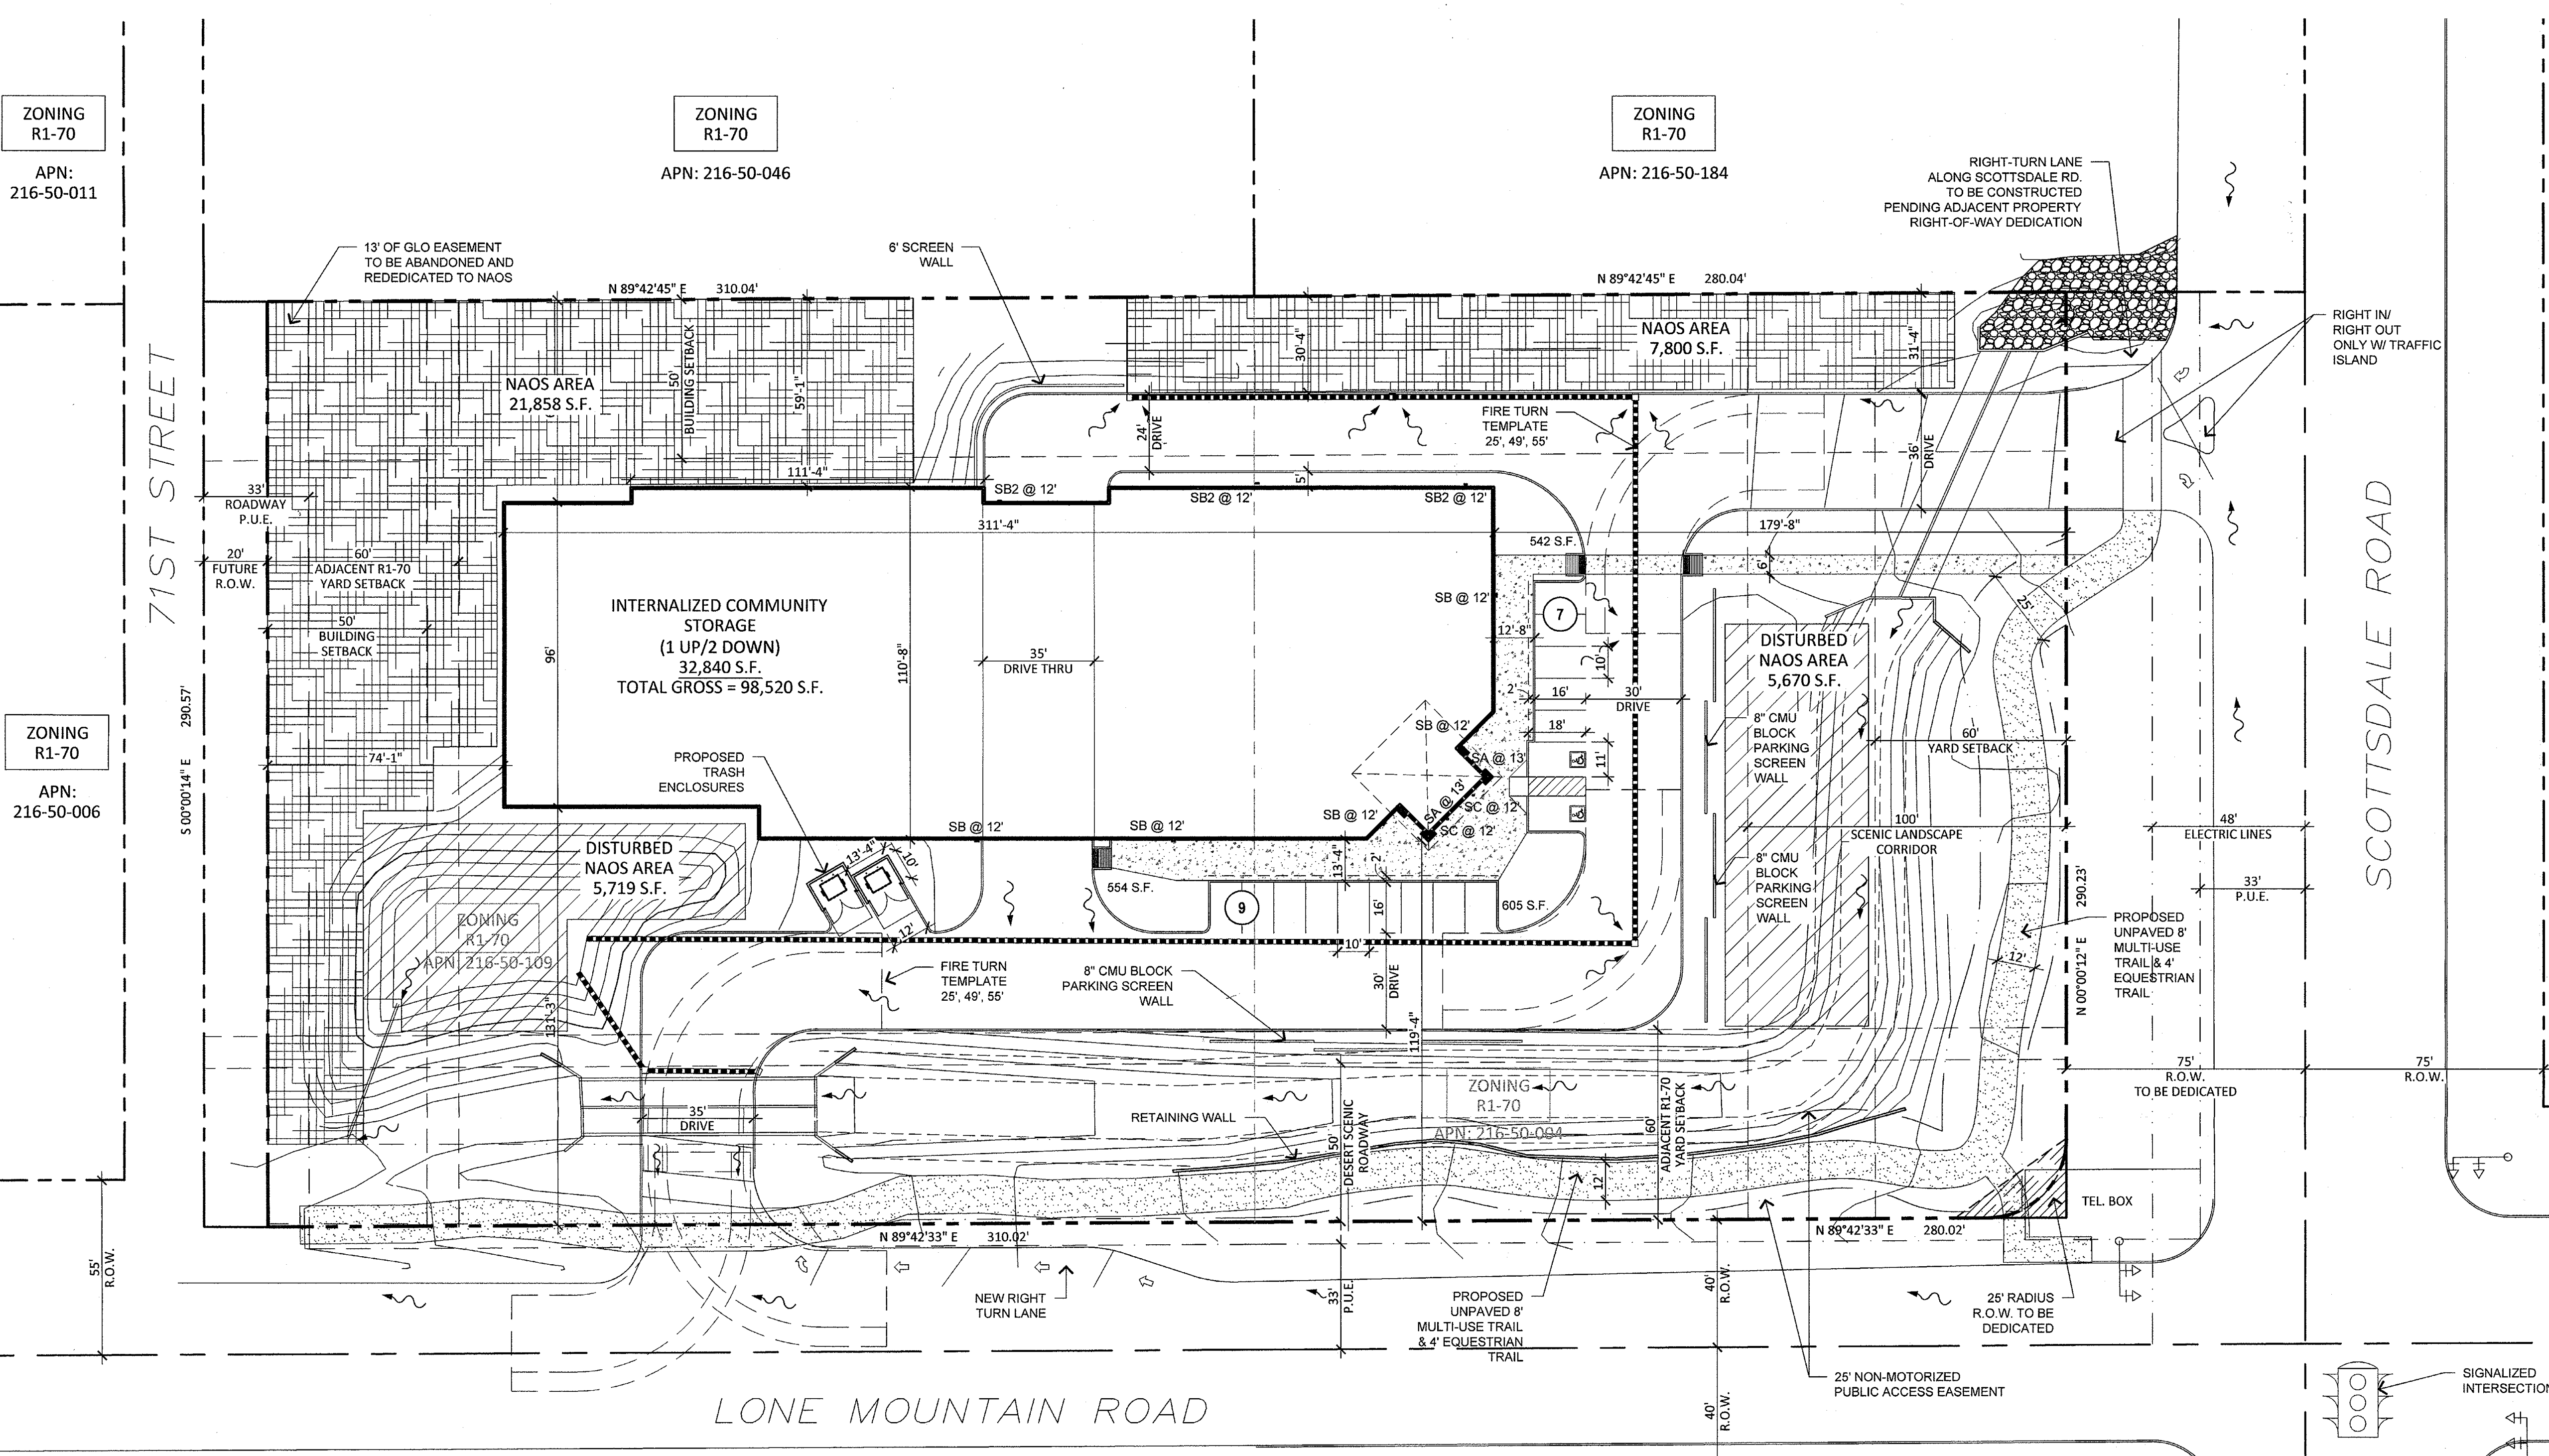 ZONING
R1-70
APN:
216-50-011
ZONING
R1-70
APN: 216-50-046
ZONING
R1-70
APN: 216-50-184
RIGHT-TURN LANE
ALONG SCOTTSDALE RD.
TO BE CONSTRUCTED
PENDING ADJACENT PROPERTY
RIGHT-OF-WAY DEDICATION
13' OF GLO EASEMENT
TO BE ABANDONED AND
REDEDICATED TO NAOS
6' SCREEN
WALL
N 89°42'45" E 310.04'
N 89°42'45" E 280.04'
RIGHT IN/
RIGHT OUT
ONLY W/ TRAFFIC
ISLAND
71ST STREET
NAOS AREA
21,858 S.F.
50'
BUILDING SETBACK
59'-1"
NAOS AREA
7,800 S.F.
30'-4"
31'-4"
FIRE TURN
TEMPLATE
25', 49', 55'
24'
DRIVE
36'
DRIVE
111'-4"
5'
33'
ROADWAY
P.U.E.
SB2 @ 12'
SB2 @ 12'
SB2 @ 12'
311'-4"
179'-8"
542 S.F.
20'
FUTURE
R.O.W.
60'
ADJACENT R1-70
YARD SETBACK
6'
25'
SB @ 12'
7
50'
BUILDING
SETBACK
INTERNALIZED COMMUNITY
STORAGE
(1 UP/2 DOWN)
32,840 S.F.
TOTAL GROSS = 98,520 S.F.
96'
110'-8"
35'
DRIVE THRU
12'-8"
10'
DISTURBED
NAOS AREA
5,670 S.F.
SCOTTSDALE ROAD
2'
16'
30'
DRIVE
18'
SB @ 12'
11'
8" CMU
BLOCK
PARKING
SCREEN
WALL
60'
YARD SETBACK
S 00°00'14" E 290.57'
ZONING
R1-70
APN:
216-50-006
74'-1"
PROPOSED
TRASH
ENCLOSURES
SA @ 13'
SA @ 13'
SC @ 12'
SC @ 12'
SB @ 12'
SB @ 12'
SB @ 12'
100'
SCENIC LANDSCAPE
CORRIDOR
48'
ELECTRIC LINES
DISTURBED
NAOS AREA
5,719 S.F.
13'-4"
10'
12'
13'-4"
2'
554 S.F.
9
16'
605 S.F.
8" CMU
BLOCK
PARKING
SCREEN
WALL
33'
P.U.E.
N 00°00'12" E 290.23'
ZONING
R1-70
APN: 216-50-109
PROPOSED
UNPAVED 8'
MULTI-USE
TRAIL & 4'
EQUESTRIAN
TRAIL
12'
10'
FIRE TURN
TEMPLATE
25', 49', 55'
8" CMU BLOCK
PARKING SCREEN
WALL
30'
DRIVE
131'-3"
119'-4"
75'
R.O.W.
TO BE DEDICATED
75'
R.O.W.
35'
DRIVE
RETAINING WALL
50'
DESERT SCENIC
ROADWAY
ZONING
R1-70
APN: 216-50-004
60'
ADJACENT R1-70
YARD SETBACK
12'
TEL. BOX
N 89°42'33" E 310.02'
N 89°42'33" E 280.02'
55'
R.O.W.
NEW RIGHT
TURN LANE
33'
P.U.E.
PROPOSED
UNPAVED 8'
MULTI-USE TRAIL
& 4' EQUESTRIAN
TRAIL
40'
R.O.W.
25' RADIUS
R.O.W. TO BE
DEDICATED
25' NON-MOTORIZED
PUBLIC ACCESS EASEMENT
SIGNALIZED
INTERSECTION
40'
R.O.W.
LONE MOUNTAIN ROAD